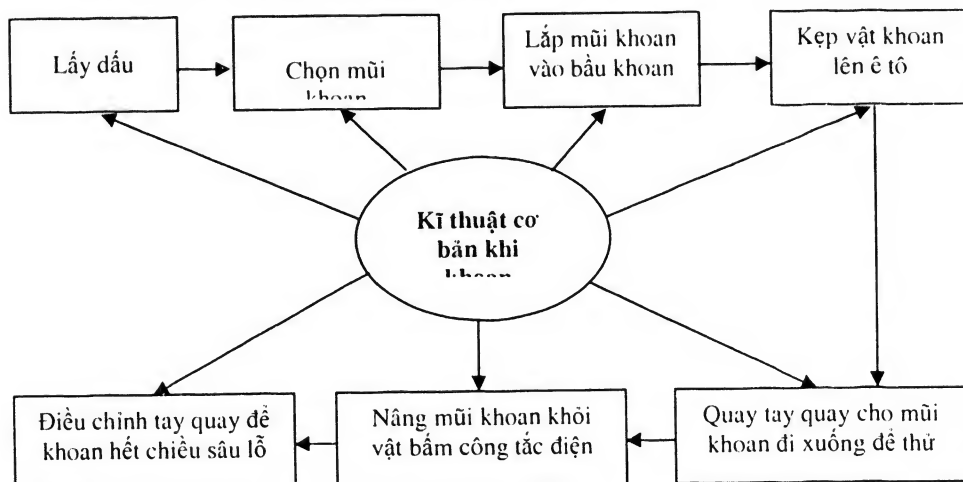 Lấy dấu
Chọn mũi
khoan
Lắp mũi khoan
vào bầu khoan
Kẹp vật khoan
lên ê tô
Kĩ thuật cơ
bản khi
khoan
Điều chỉnh tay quay để
khoan hết chiều sâu lỗ
Nâng mũi khoan khỏi
vật bấm công tắc điện
Quay tay quay cho mũi
khoan đi xuống để thử